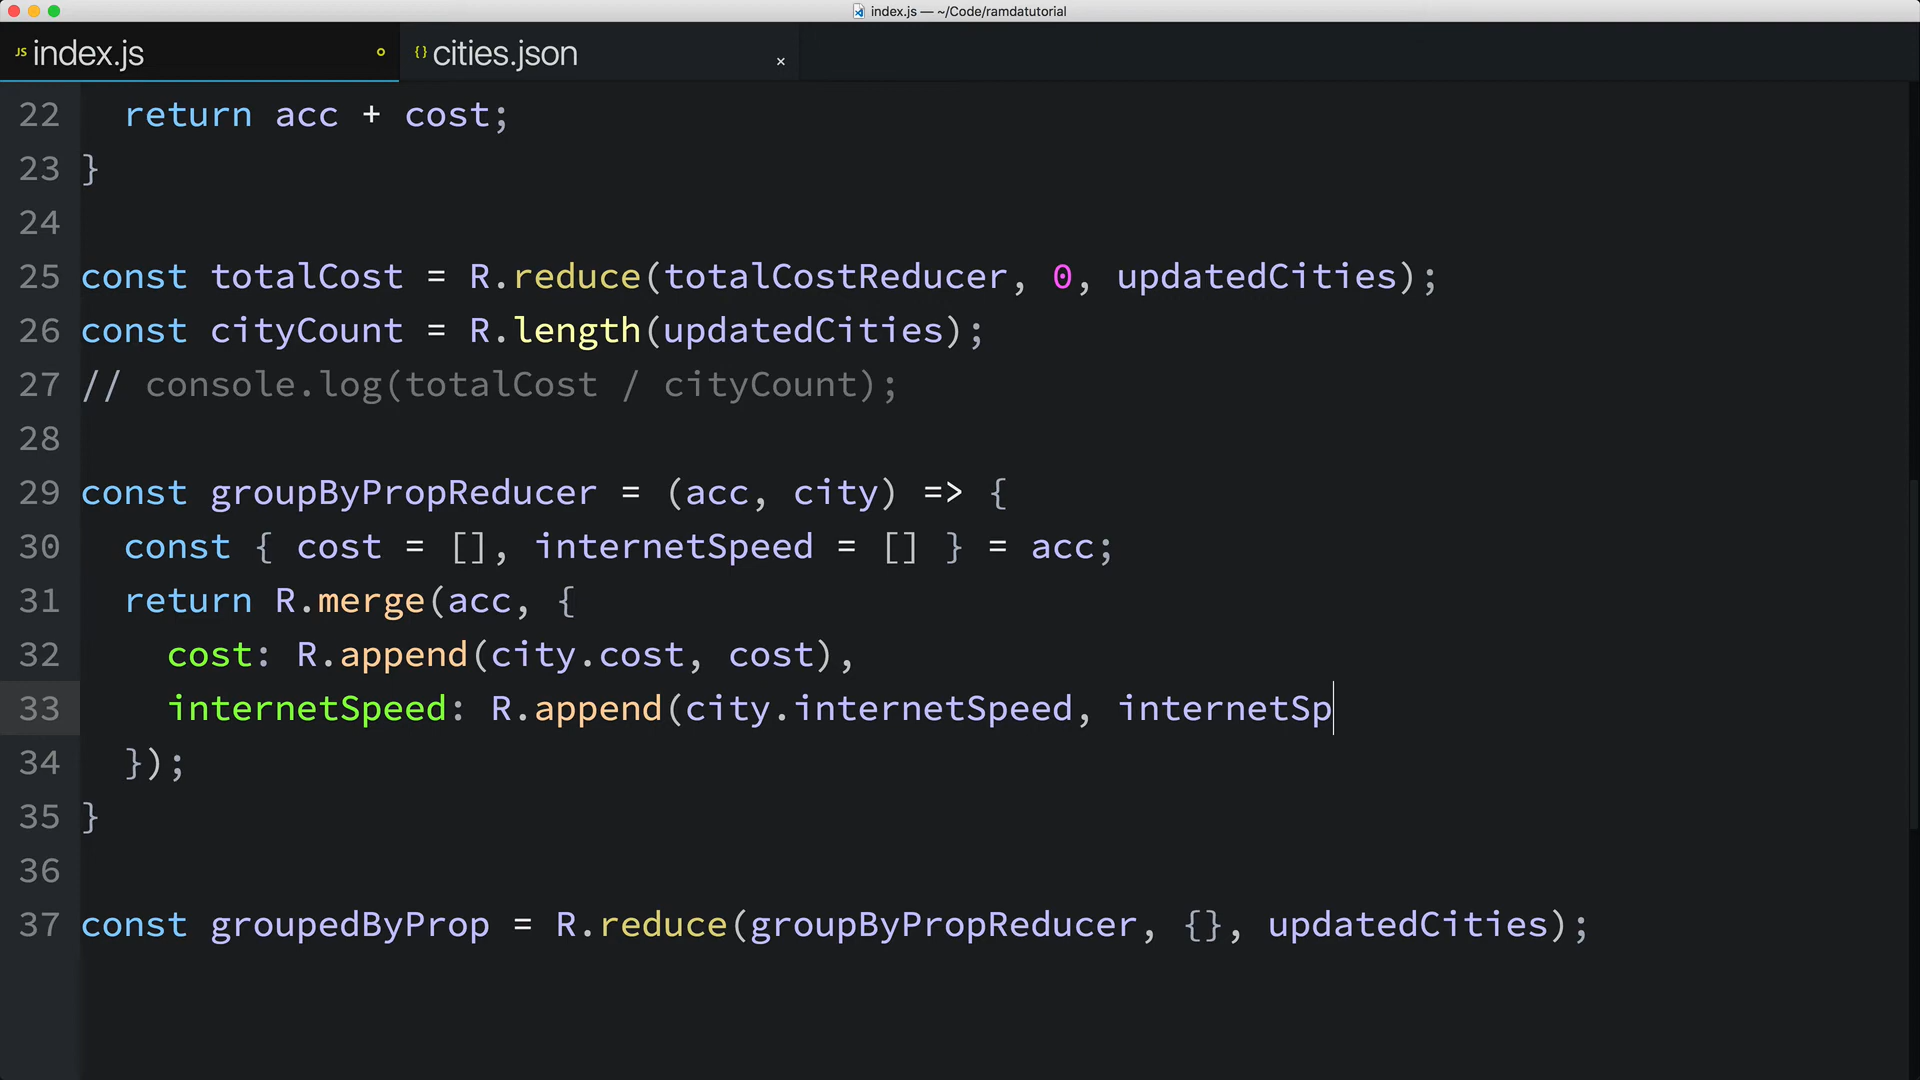 index.js — ~/Code/ramdatutorial
JS index.js
{} cities.json ×
22   return acc + cost;
23 }
24
25 const totalCost = R.reduce(totalCostReducer, 0, updatedCities);
26 const cityCount = R.length(updatedCities);
27 // console.log(totalCost / cityCount);
28
29 const groupByPropReducer = (acc, city) => {
30   const { cost = [], internetSpeed = [] } = acc;
31   return R.merge(acc, {
32     cost: R.append(city.cost, cost),
33     internetSpeed: R.append(city.internetSpeed, internetSp
34   });
35 }
36
37 const groupedByProp = R.reduce(groupByPropReducer, {}, updatedCities);